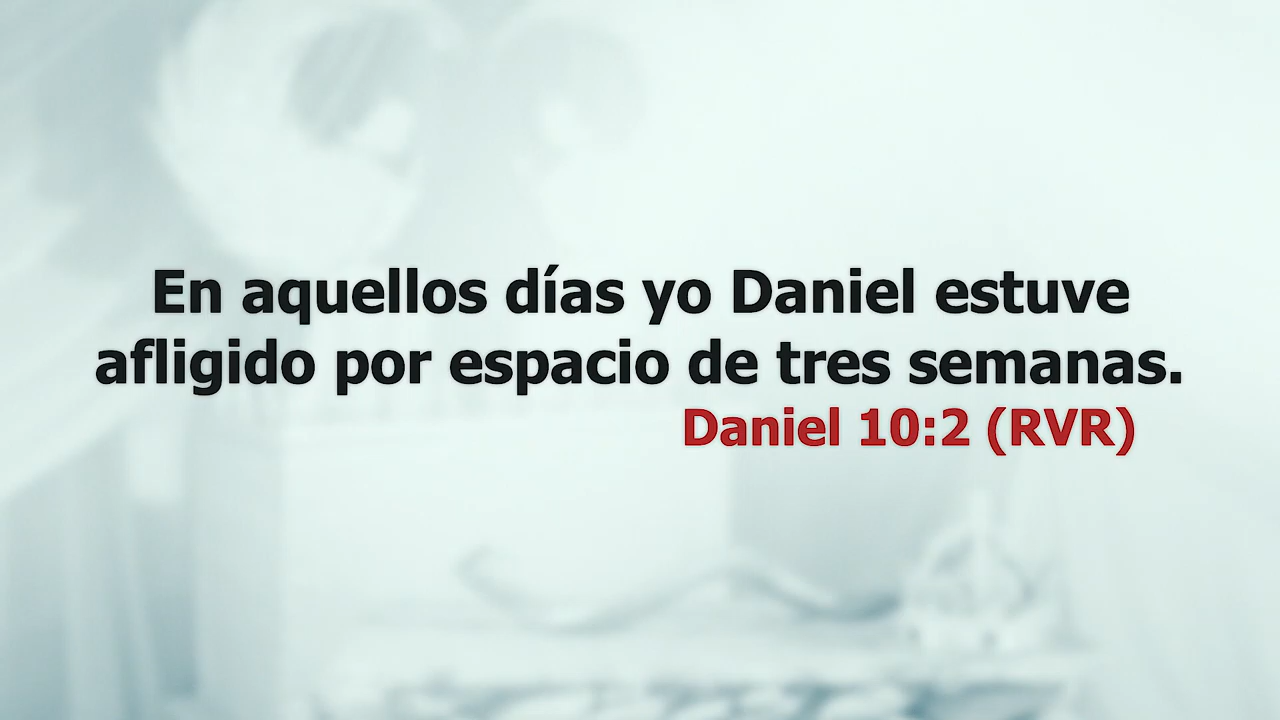 En aquellos días yo Daniel estuve
afligido por espacio de tres semanas.
Daniel 10:2 (RVR)